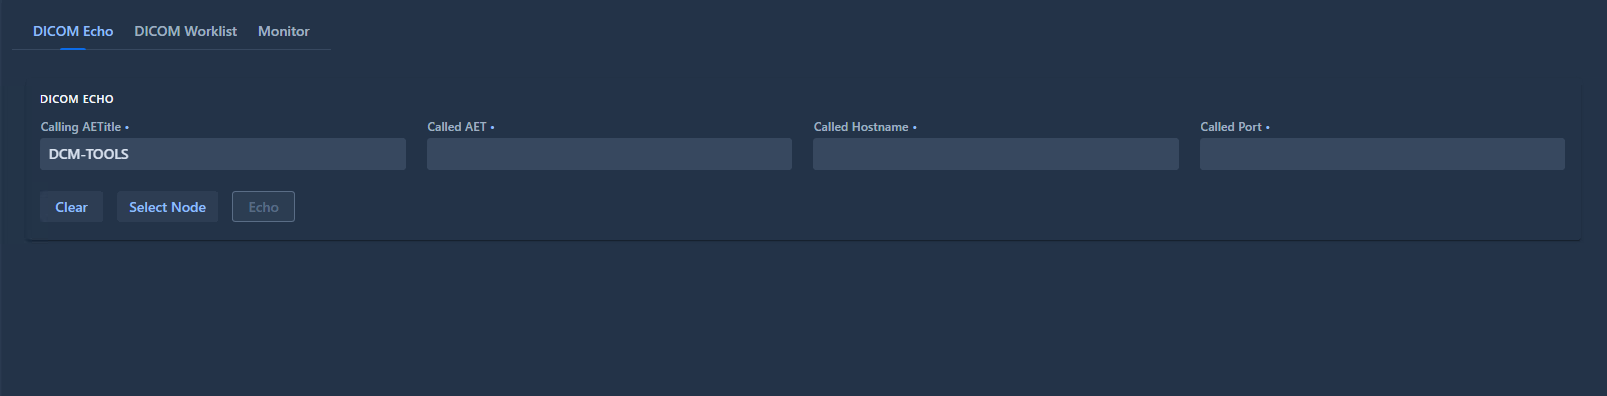 DICOM Echo DICOM Worklist Monitor
DICOM ECHO
Calling AETitle • Called AET • Called Hostname • Called Port •
DCM-TOOLS
Clear Select Node Echo